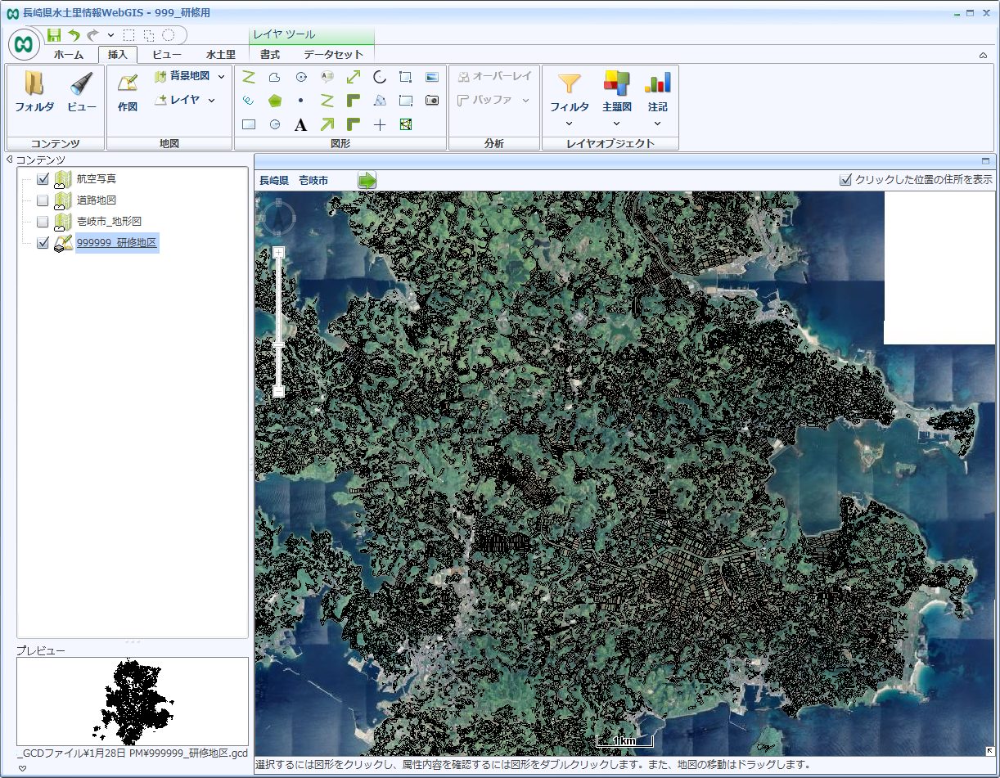 長崎県水土里情報WebGIS - 999_研修用
レイヤ ツール
ホーム 挿入 ビュー 水土里 書式 データセット
フォルダ ビュー
コンテンツ
作図 背景地図
レイヤ
地図
A
図形
オーバーレイ
バッファ
分析
フィルタ 主題図 注記
レイヤオブジェクト
コンテンツ
航空写真
道路地図
壱岐市_地形図
999999_研修地区
長崎県 壱岐市
クリックした位置の住所を表示
1km
プレビュー
_GCDファイル¥1月28日 PM¥999999_研修地区.gcd
選択するには図形をクリックし、属性内容を確認するには図形をダブルクリックします。また、地図の移動はドラッグします。